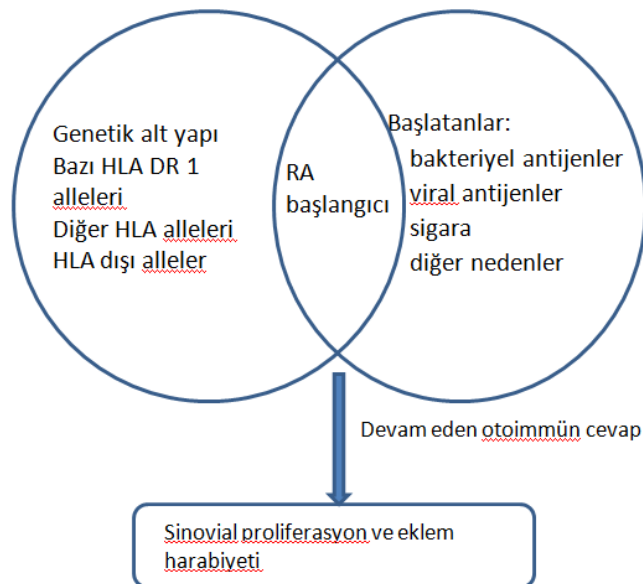 Genetik alt yapı
Bazı HLA DR 1
alleleri
Diğer HLA alleleri
HLA dışı alleler
RA
başlangıcı
Başlatanlar:
bakteriyel antijenler
viral antijenler
sigara
diğer nedenler
Devam eden otoimmün cevap
Sinovial proliferasyon ve eklem
harabiyeti